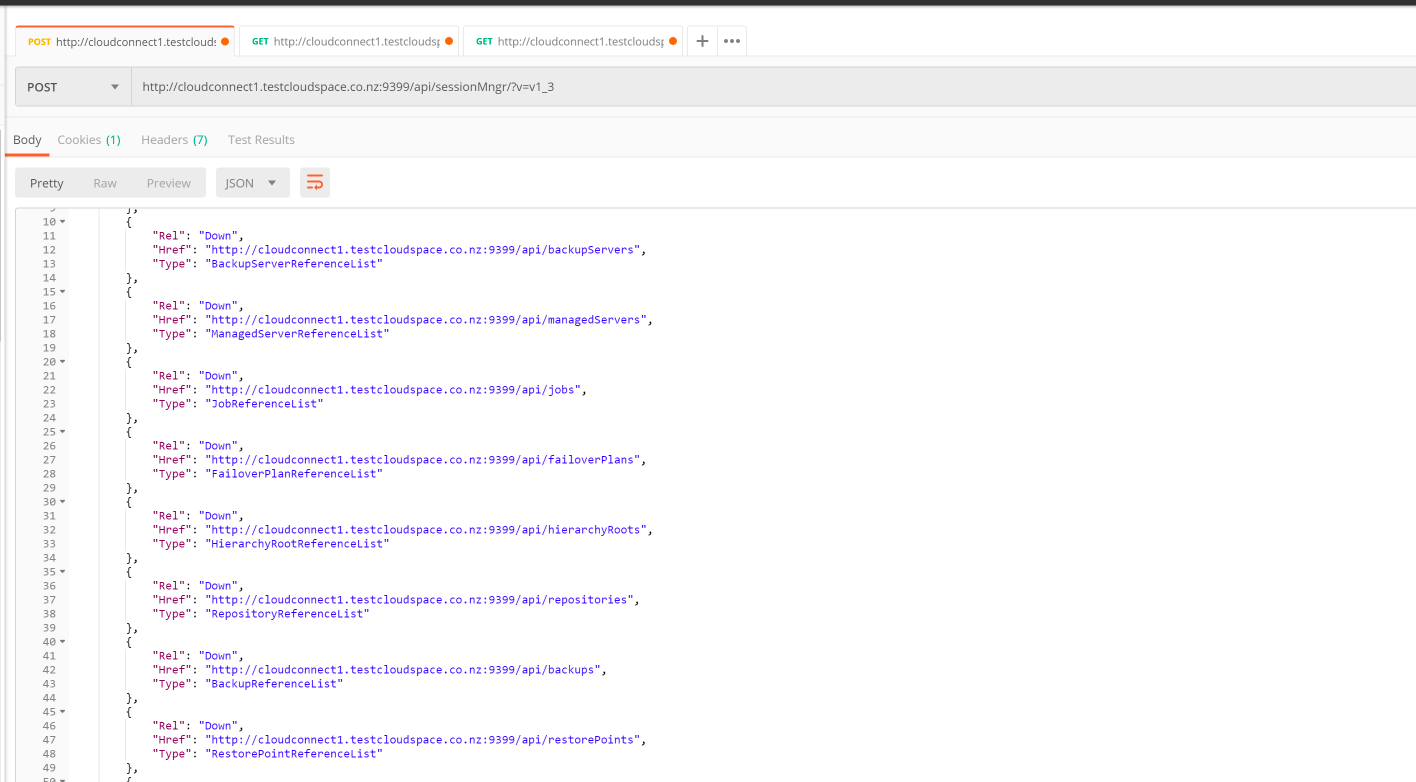 POST http://cloudconnect1.testclouds
GET http://cloudconnect1.testcloudsp
GET http://cloudconnect1.testcloudsp
POST http://cloudconnect1.testcloudspace.co.nz:9399/api/sessionMngr/?v=v1_3
Body Cookies (1) Headers (7) Test Results
Pretty Raw Preview JSON
9 },
10 {
11 "Rel": "Down",
12 "Href": "http://cloudconnect1.testcloudspace.co.nz:9399/api/backupServers",
13 "Type": "BackupServerReferenceList"
14 },
15 {
16 "Rel": "Down",
17 "Href": "http://cloudconnect1.testcloudspace.co.nz:9399/api/managedServers",
18 "Type": "ManagedServerReferenceList"
19 },
20 {
21 "Rel": "Down",
22 "Href": "http://cloudconnect1.testcloudspace.co.nz:9399/api/jobs",
23 "Type": "JobReferenceList"
24 },
25 {
26 "Rel": "Down",
27 "Href": "http://cloudconnect1.testcloudspace.co.nz:9399/api/failoverPlans",
28 "Type": "FailoverPlanReferenceList"
29 },
30 {
31 "Rel": "Down",
32 "Href": "http://cloudconnect1.testcloudspace.co.nz:9399/api/hierarchyRoots",
33 "Type": "HierarchyRootReferenceList"
34 },
35 {
36 "Rel": "Down",
37 "Href": "http://cloudconnect1.testcloudspace.co.nz:9399/api/repositories",
38 "Type": "RepositoryReferenceList"
39 },
40 {
41 "Rel": "Down",
42 "Href": "http://cloudconnect1.testcloudspace.co.nz:9399/api/backups",
43 "Type": "BackupReferenceList"
44 },
45 {
46 "Rel": "Down",
47 "Href": "http://cloudconnect1.testcloudspace.co.nz:9399/api/restorePoints",
48 "Type": "RestorePointReferenceList"
49 },
50 {